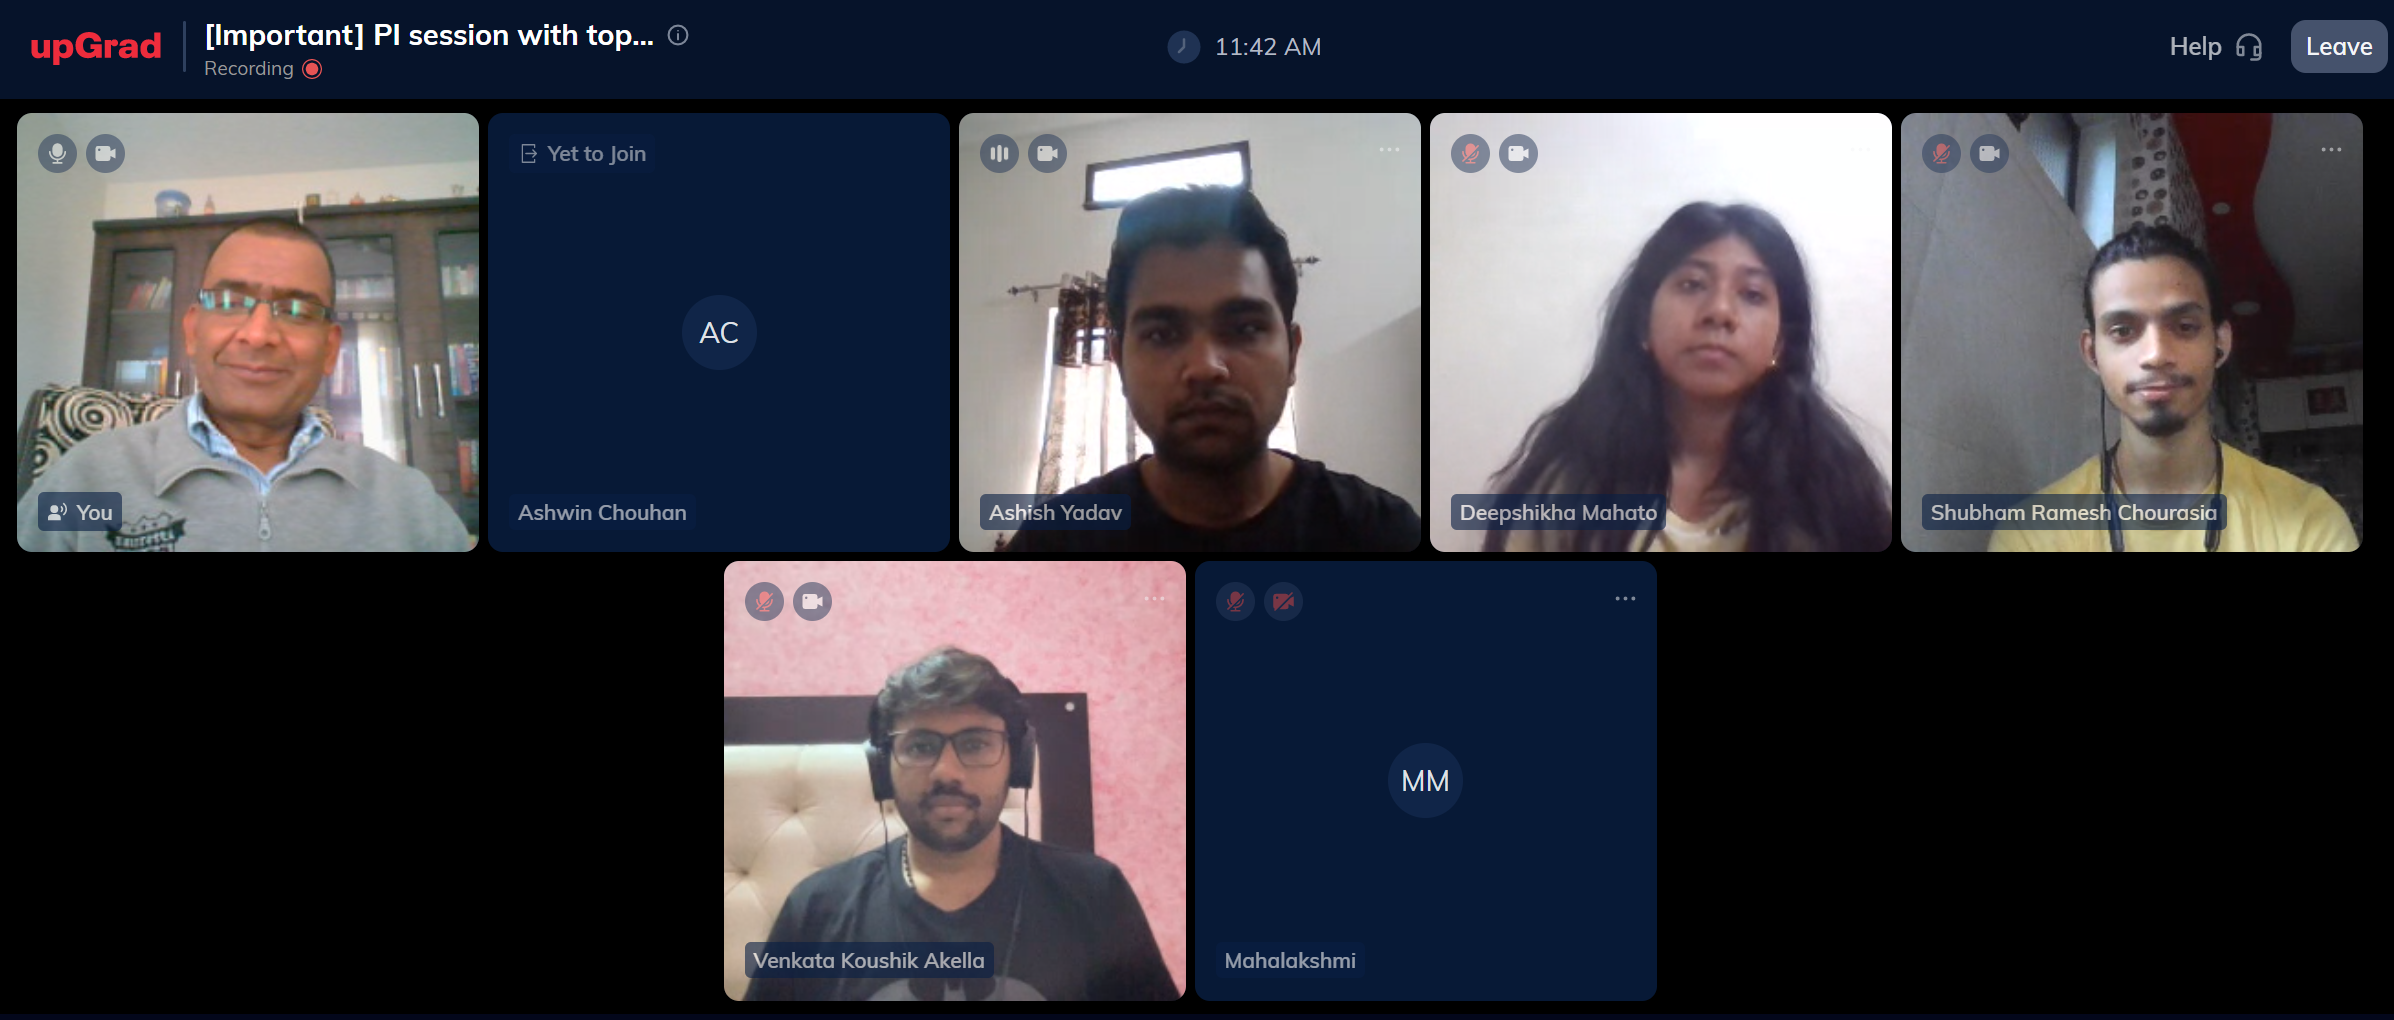 upGrad
[Important] PI session with top...
Recording
11:42 AM
Help
Leave
You
Yet to Join
AC
Ashwin Chouhan
Ashish Yadav
Deepshikha Mahato
Shubham Ramesh Chourasia
Venkata Koushik Akella
MM
Mahalakshmi